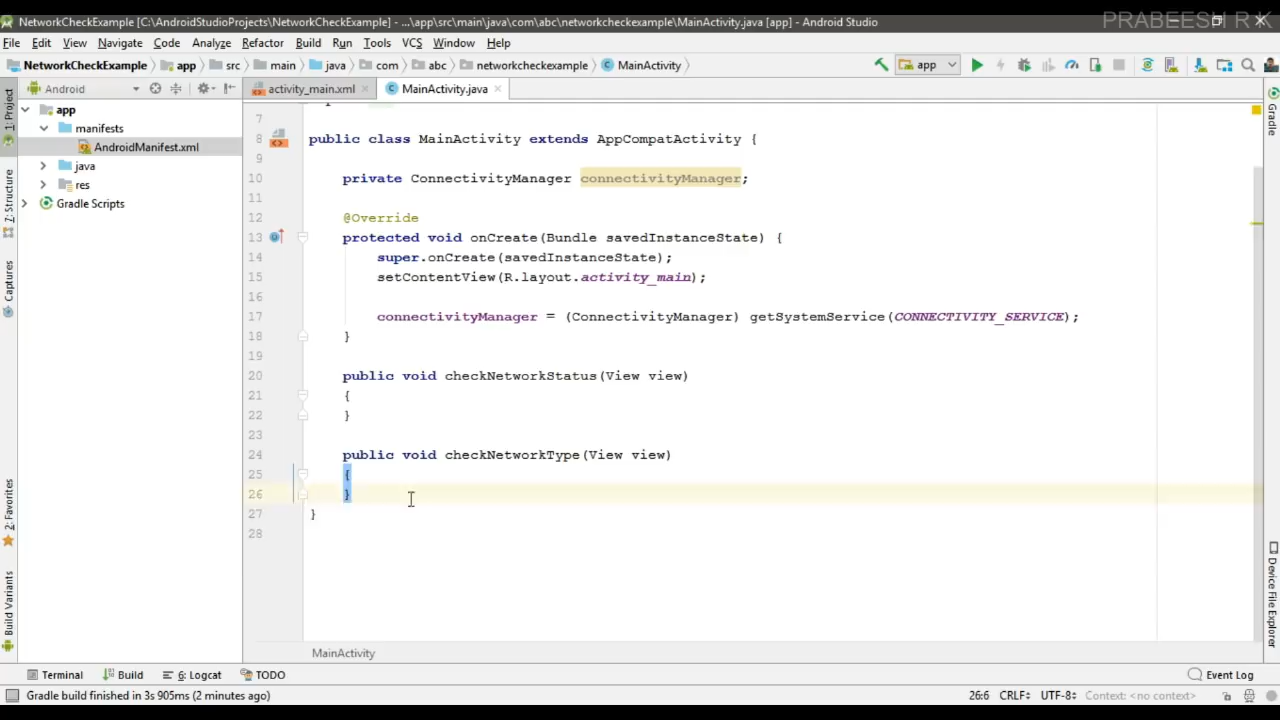 NetworkCheckExample [C:\AndroidStudioProjects\NetworkCheckExample] - ...\app\src\main\java\com\abc\networkcheckexample\MainActivity.java [app] - Android Studio
PRABEESH R K
File Edit View Navigate Code Analyze Refactor Build Run Tools VCS Window Help
NetworkCheckExample app src main java com abc networkcheckexample MainActivity app
Android activity_main.xml MainActivity.java
1: Project
Z: Structure
Captures
2: Favorites
Build Variants
app
manifests
AndroidManifest.xml
java
res
Gradle Scripts
7
8 public class MainActivity extends AppCompatActivity {
9
10 private ConnectivityManager connectivityManager;
11
12 @Override
13 protected void onCreate(Bundle savedInstanceState) {
14 super.onCreate(savedInstanceState);
15 setContentView(R.layout.activity_main);
16
17 connectivityManager = (ConnectivityManager) getSystemService(CONNECTIVITY_SERVICE);
18 }
19
20 public void checkNetworkStatus(View view)
21 {
22 }
23
24 public void checkNetworkType(View view)
25 {
26 }
27 }
28
MainActivity
Gradle
Device File Explorer
Terminal Build 6: Logcat TODO Event Log
Gradle build finished in 3s 905ms (2 minutes ago) 26:6 CRLF UTF-8 Context: <no context>